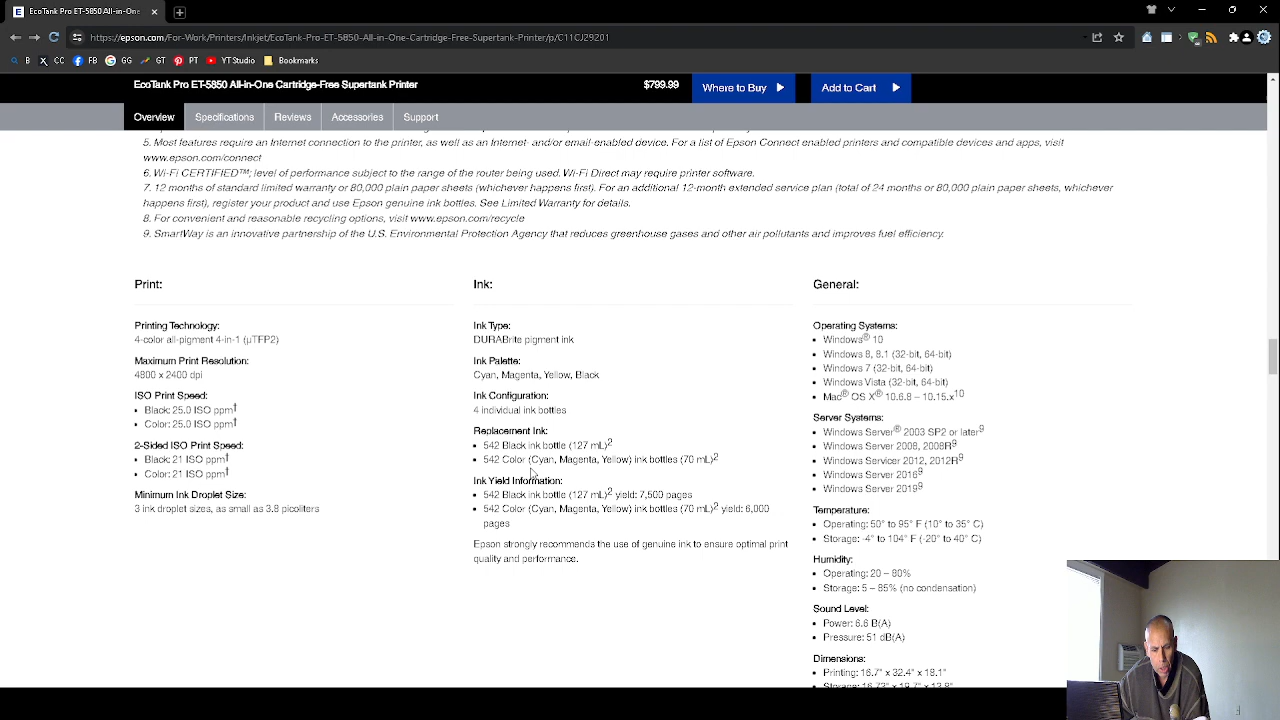 EcoTank Pro ET-5850 All-in-One
https://epson.com/For-Work/Printers/Inkjet/EcoTank-Pro-ET-5850-All-in-One-Cartridge-Free-Supertank-Printer/p/C11CJ29201
B CC FB GG GT PT YT Studio Bookmarks
EcoTank Pro ET-5850 All-in-One Cartridge-Free Supertank Printer $799.99 Where to Buy Add to Cart
Overview Specifications Reviews Accessories Support
5. Most features require an Internet connection to the printer, as well as an Internet- and/or email-enabled device. For a list of Epson Connect enabled printers and compatible devices and apps, visit
www.epson.com/connect
6. Wi-Fi CERTIFIED™; level of performance subject to the range of the router being used. Wi-Fi Direct may require printer software.
7. 12 months of standard limited warranty or 80,000 plain paper sheets (whichever happens first). For an additional 12-month extended service plan (total of 24 months or 80,000 plain paper sheets, whichever
happens first), register your product and use Epson genuine ink bottles. See Limited Warranty for details.
8. For convenient and reasonable recycling options, visit www.epson.com/recycle
9. SmartWay is an innovative partnership of the U.S. Environmental Protection Agency that reduces greenhouse gases and other air pollutants and improves fuel efficiency.
Print:
Printing Technology:
4-color all-pigment 4-in-1 (μTFP2)
Maximum Print Resolution:
4800 x 2400 dpi
ISO Print Speed:
• Black: 25.0 ISO ppm†
• Color: 25.0 ISO ppm†
2-Sided ISO Print Speed:
• Black: 21 ISO ppm†
• Color: 21 ISO ppm†
Minimum Ink Droplet Size:
3 ink droplet sizes, as small as 3.8 picoliters
Ink:
Ink Type:
DURABrite pigment ink
Ink Palette:
Cyan, Magenta, Yellow, Black
Ink Configuration:
4 individual ink bottles
Replacement Ink:
• 542 Black ink bottle (127 mL)2
• 542 Color (Cyan, Magenta, Yellow) ink bottles (70 mL)2
Ink Yield Information:
• 542 Black ink bottle (127 mL)2 yield: 7,500 pages
• 542 Color (Cyan, Magenta, Yellow) ink bottles (70 mL)2 yield: 6,000
pages
Epson strongly recommends the use of genuine ink to ensure optimal print
quality and performance.
General:
Operating Systems:
• Windows® 10
• Windows 8, 8.1 (32-bit, 64-bit)
• Windows 7 (32-bit, 64-bit)
• Windows Vista (32-bit, 64-bit)
• Mac® OS X® 10.6.8 – 10.15.x10
Server Systems:
• Windows Server® 2003 SP2 or later9
• Windows Server 2008, 2008R9
• Windows Servicer 2012, 2012R9
• Windows Server 20169
• Windows Server 20199
Temperature:
• Operating: 50° to 95° F (10° to 35° C)
• Storage: -4° to 104° F (-20° to 40° C)
Humidity:
• Operating: 20 – 80%
• Storage: 5 – 85% (no condensation)
Sound Level:
• Power: 6.6 B(A)
• Pressure: 51 dB(A)
Dimensions:
• Printing: 16.7" x 32.4" x 18.1"